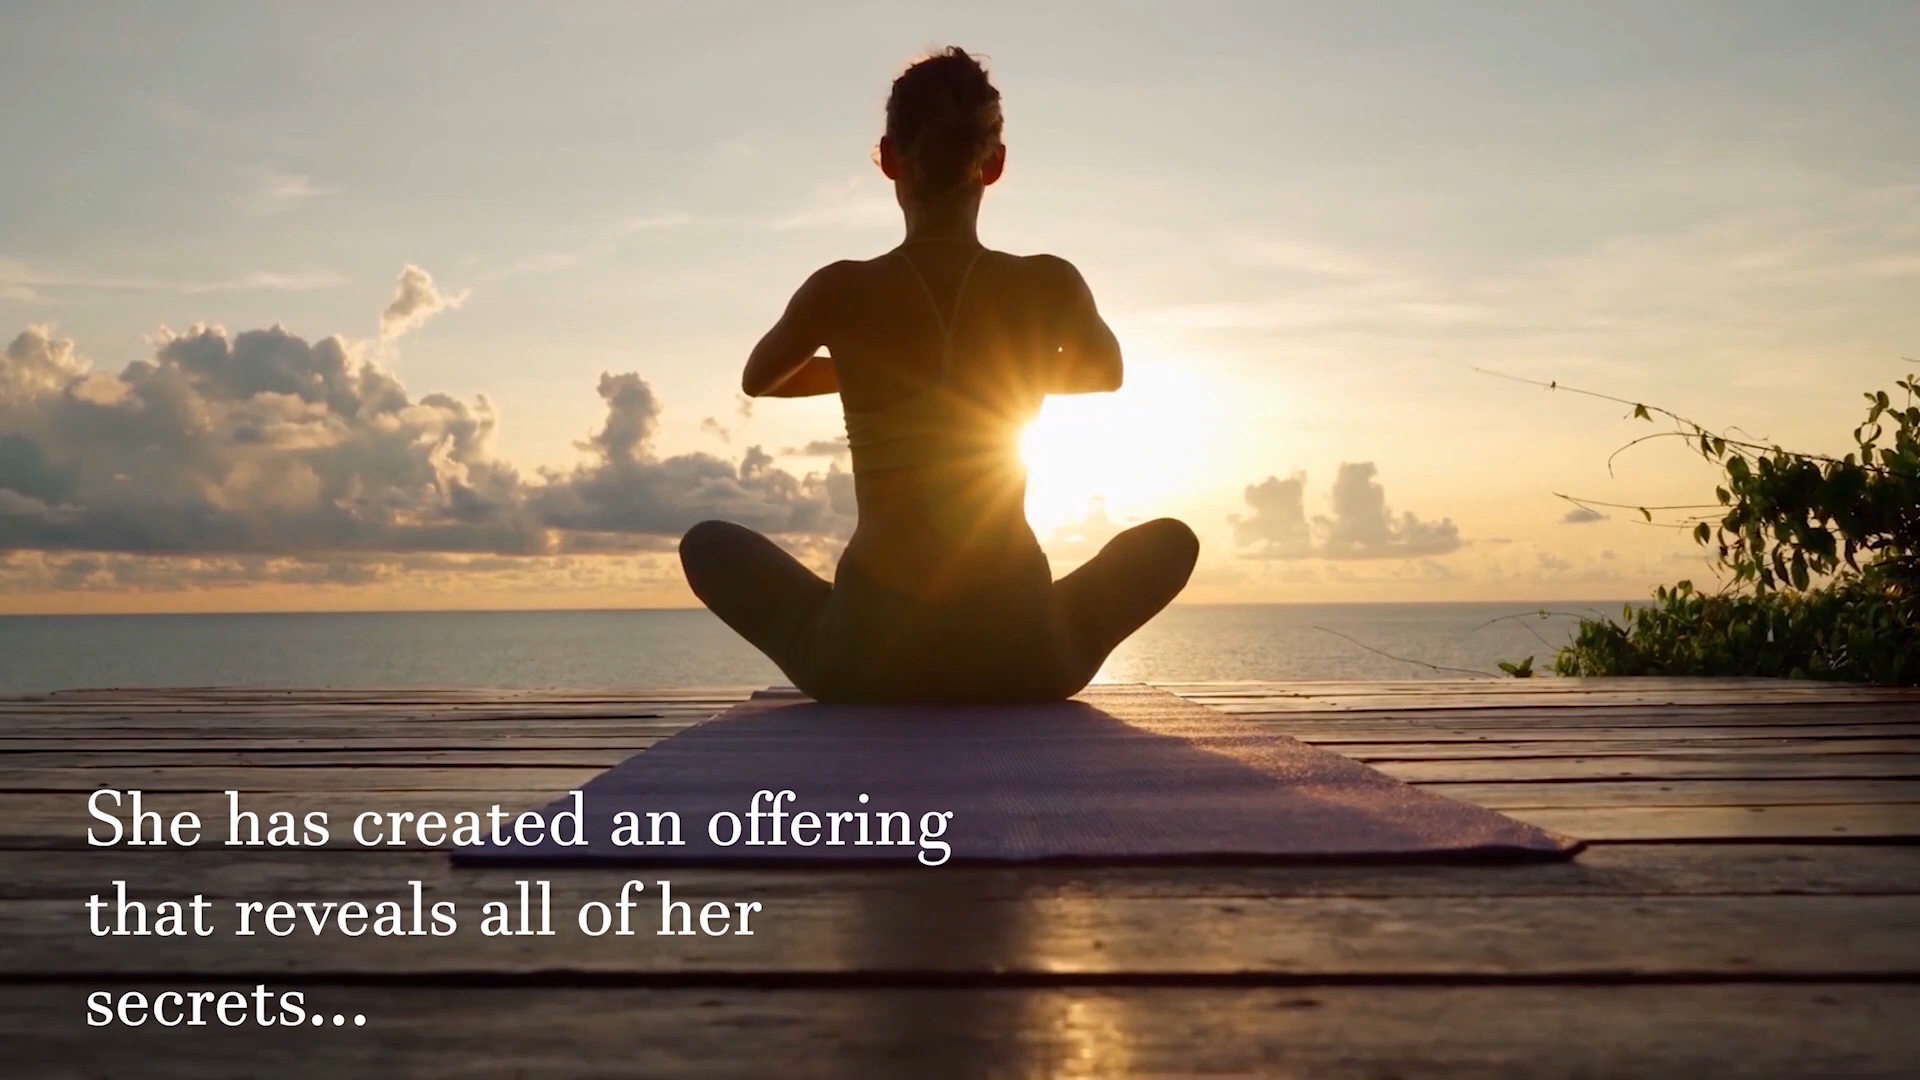 She has created an offering
that reveals all of her
secrets...